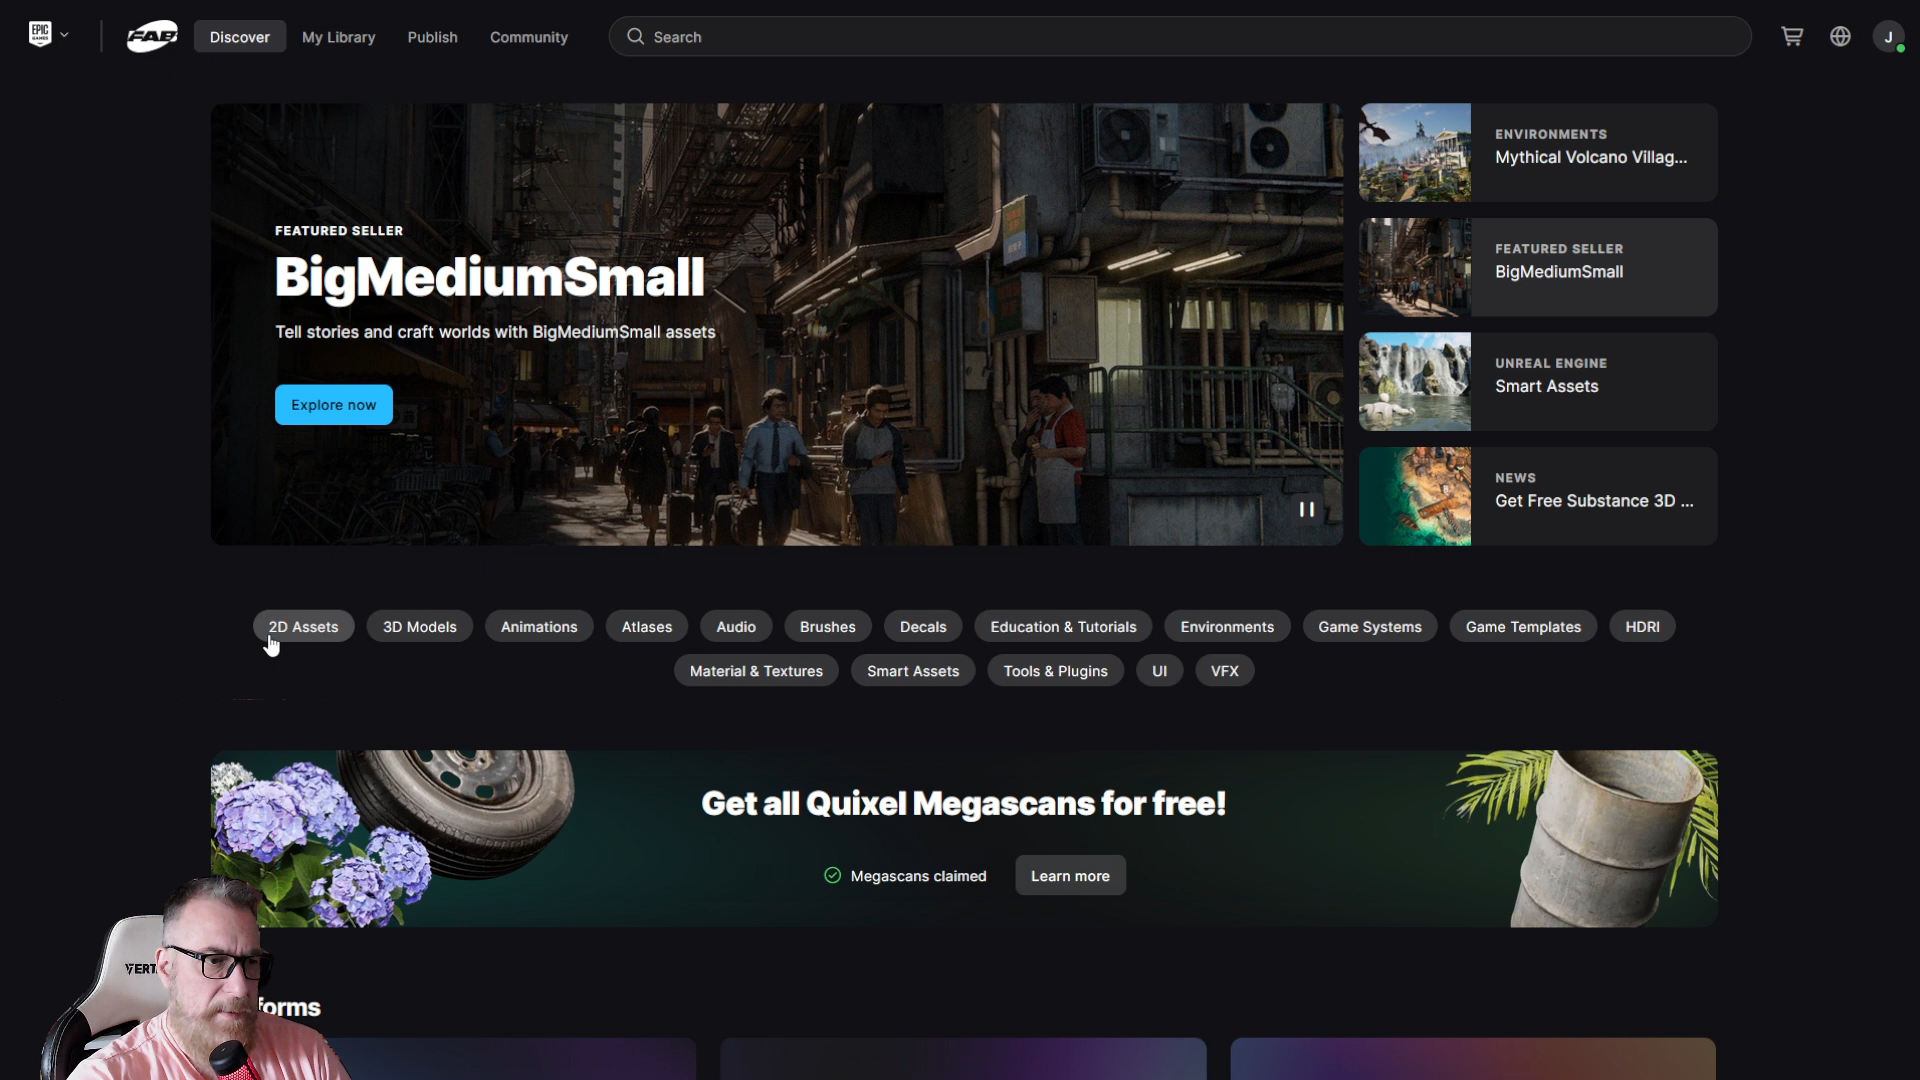 EPIC GAMES
FAB
Discover
My Library
Publish
Community
Search
J
FEATURED SELLER
BigMediumSmall
Tell stories and craft worlds with BigMediumSmall assets
Explore now
ENVIRONMENTS
Mythical Volcano Villag...
FEATURED SELLER
BigMediumSmall
UNREAL ENGINE
Smart Assets
NEWS
Get Free Substance 3D ...
2D Assets
3D Models
Animations
Atlases
Audio
Brushes
Decals
Education & Tutorials
Environments
Game Systems
Game Templates
HDRI
Material & Textures
Smart Assets
Tools & Plugins
UI
VFX
Get all Quixel Megascans for free!
Megascans claimed
Learn more
VERT
forms